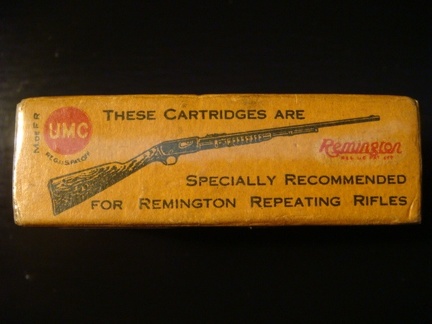 THESE CARTRIDGES ARE
UMC
Remington
SPECIALLY RECOMMENDED
FOR REMINGTON REPEATING RIFLES